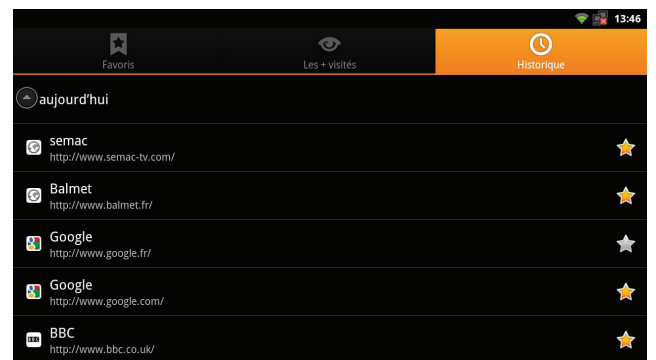 13:46
Favoris
Les + visités
Historique
aujourd'hui
semac
http://www.semac-tv.com/
Balmet
http://www.balmet.fr/
Google
http://www.google.fr/
Google
http://www.google.com/
BBC
BBC
http://www.bbc.co.uk/